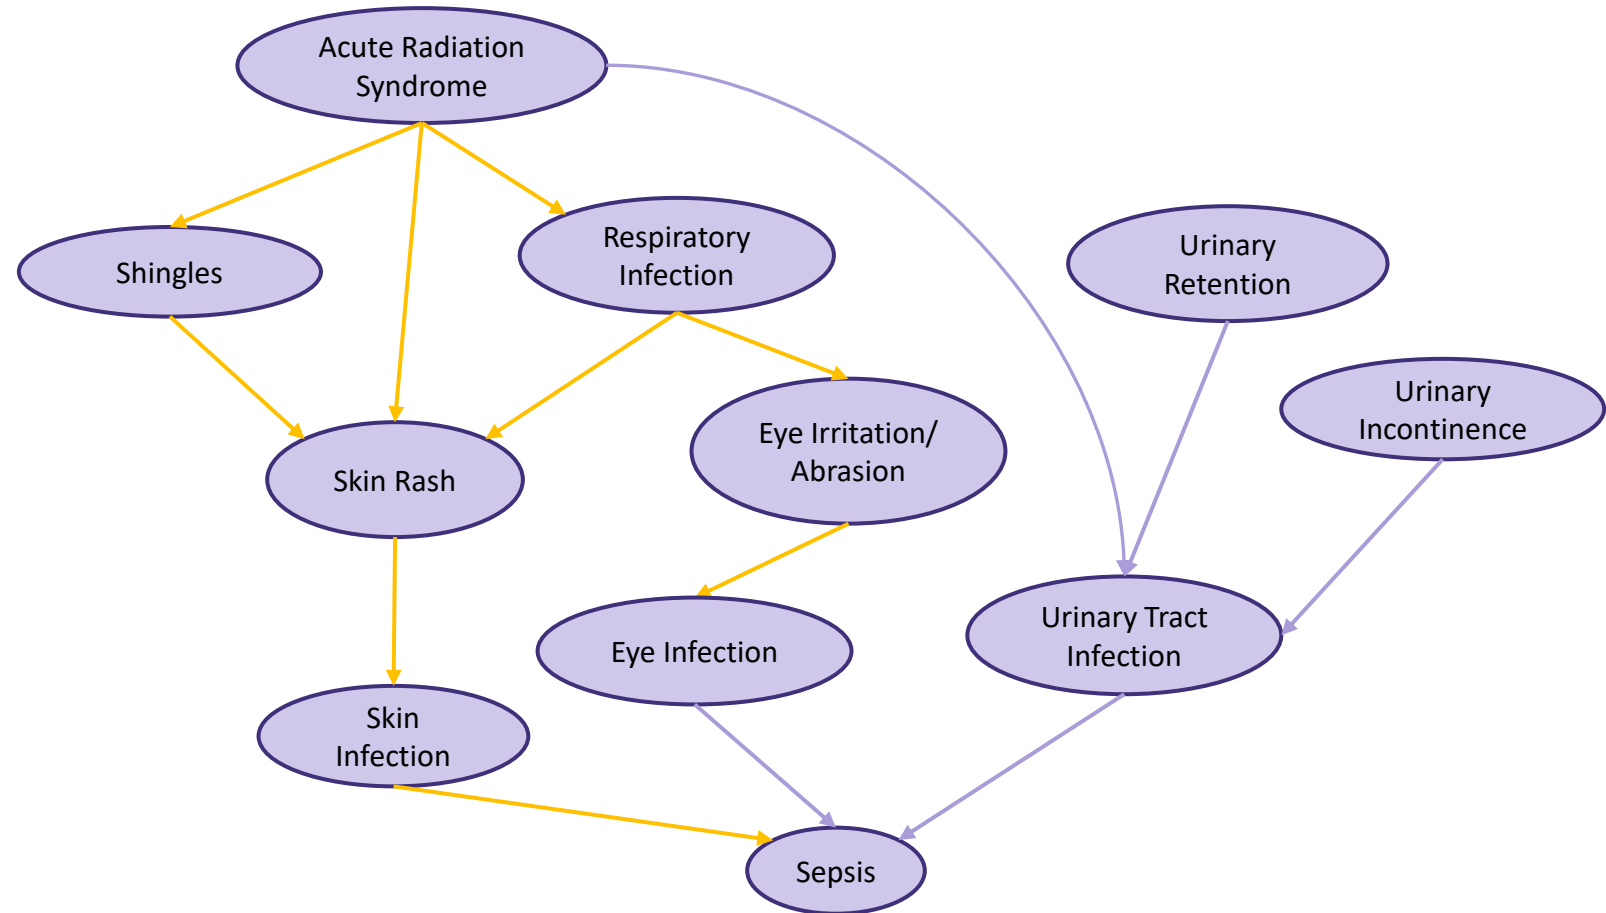 Acute Radiation
Syndrome
Shingles
Respiratory
Infection
Urinary
Retention
Urinary
Incontinence
Skin Rash
Eye Irritation/
Abrasion
Eye Infection
Urinary Tract
Infection
Skin
Infection
Sepsis